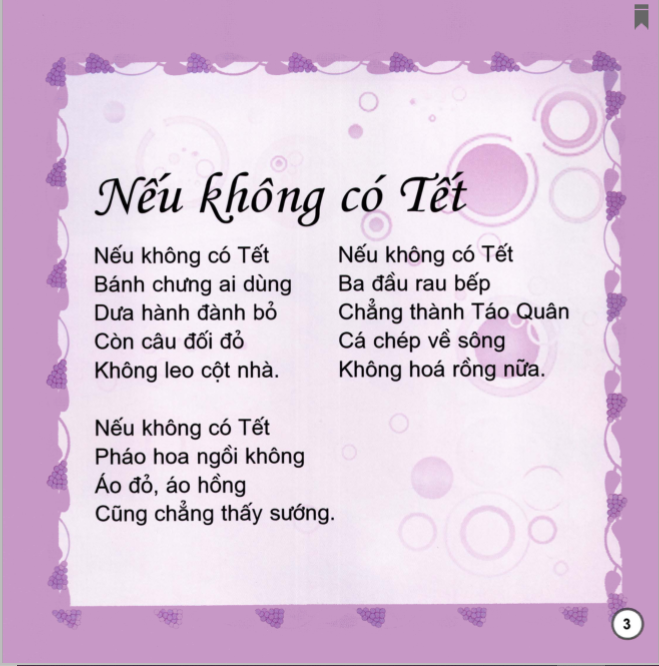 Nếu không có Tết
Nếu không có Tết
Bánh chưng ai dùng
Dưa hành đành bỏ
Còn câu đối đỏ
Không leo cột nhà.
Nếu không có Tết
Pháo hoa ngồi không
Áo đỏ, áo hồng
Cũng chẳng thấy sướng.
Nếu không có Tết
Ba đầu rau bếp
Chẳng thành Táo Quân
Cá chép về sông
Không hoá rồng nữa.
3